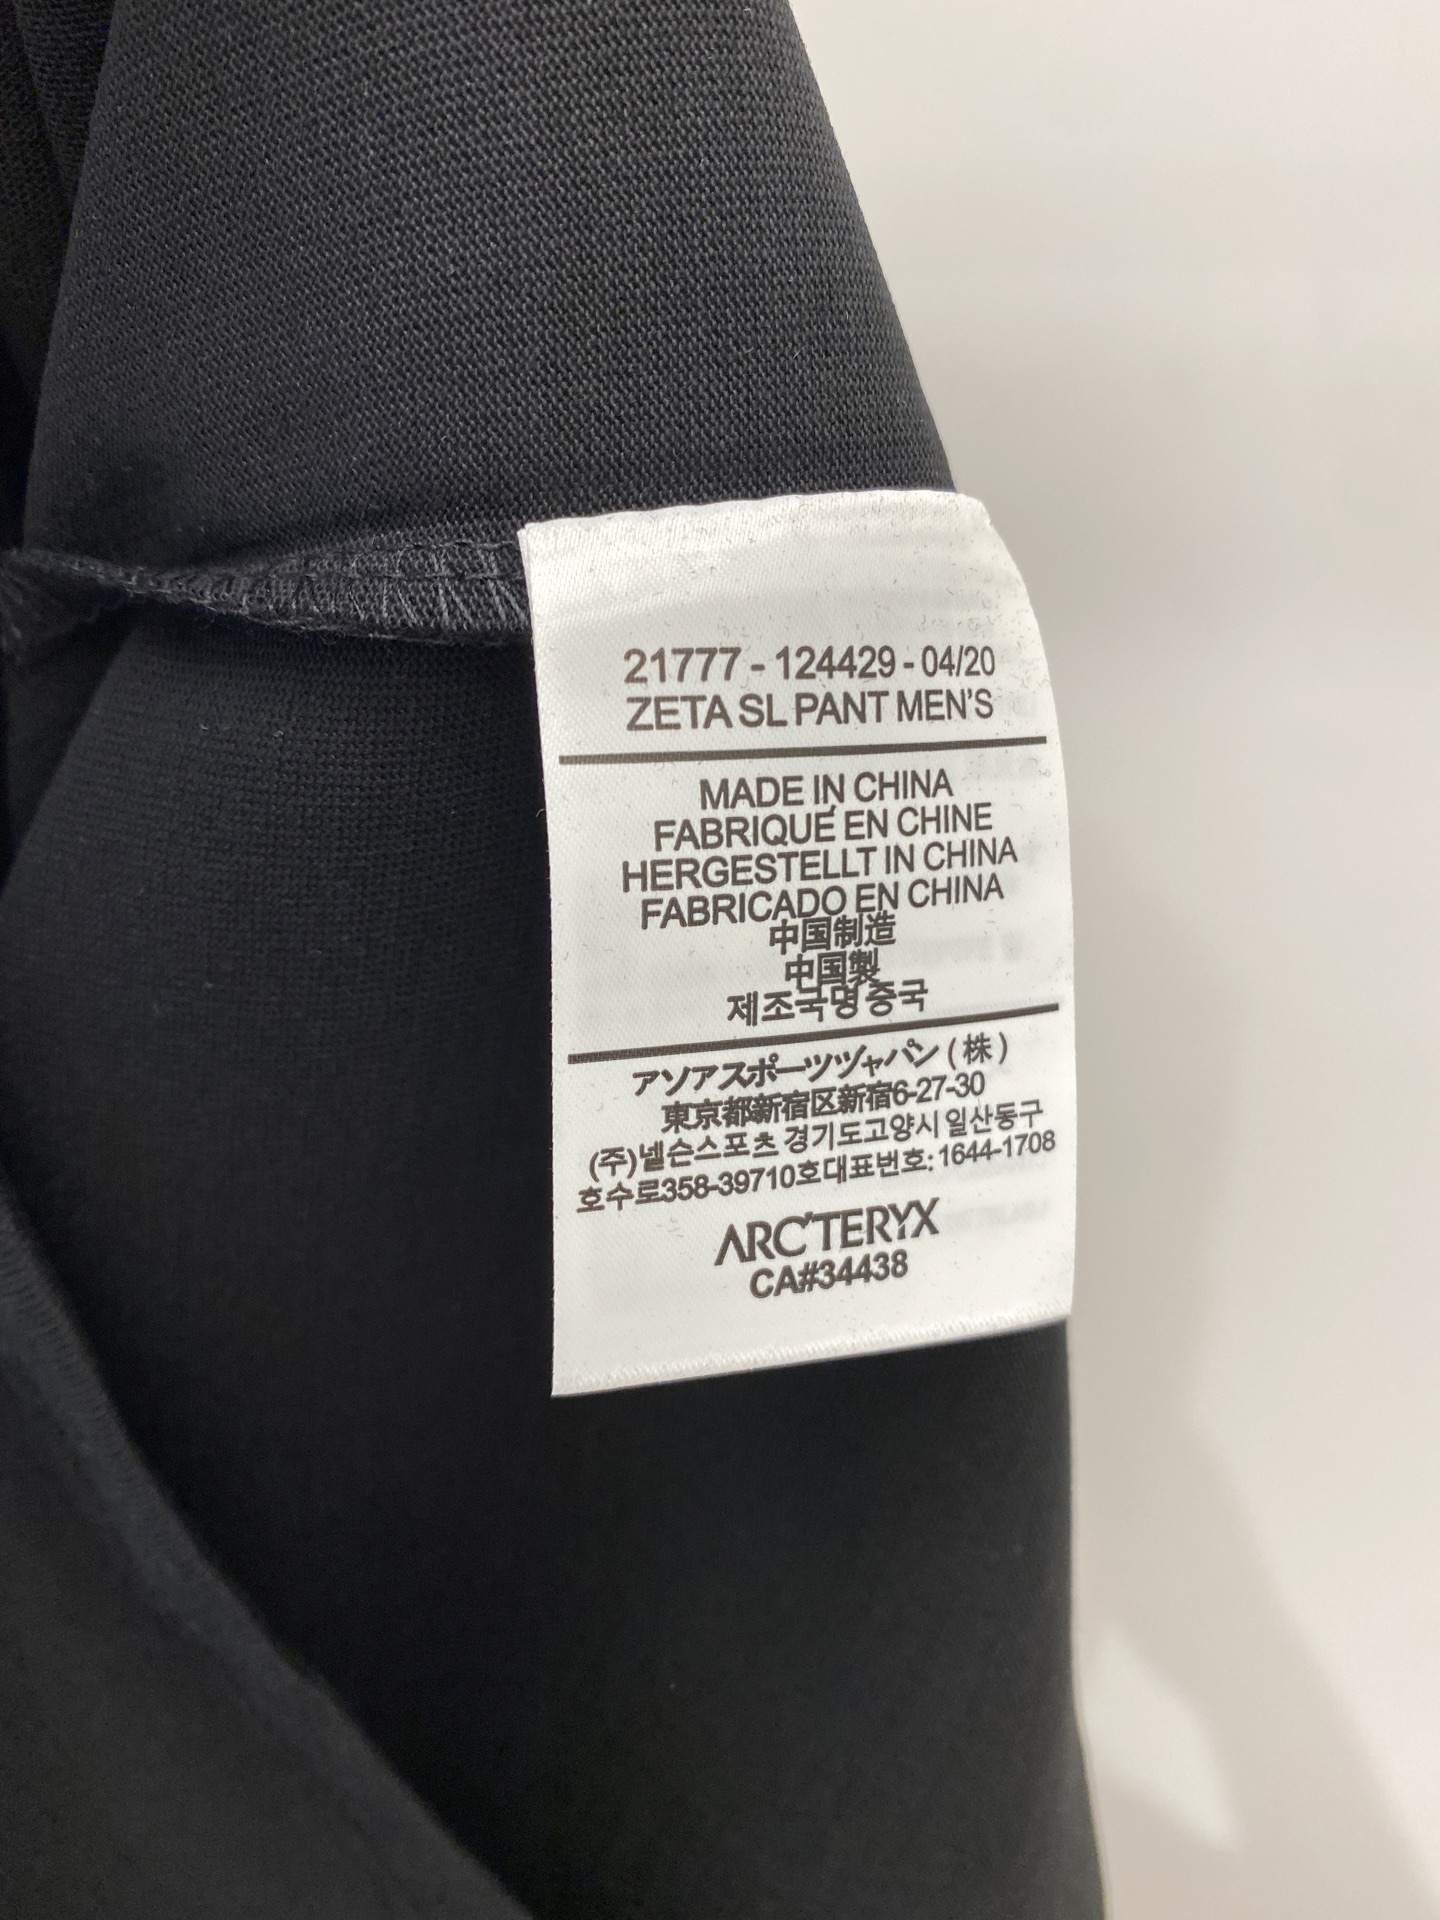 21777 - 124429 - 04/20
ZETA SL PANT MEN'S
MADE IN CHINA
FABRIQUÉ EN CHINE
HERGESTELLT IN CHINA
FABRICADO EN CHINA
中国制造
中国製
제조국명 중국
アソアスポーツヅャパン (株)
東京都新宿区新宿6-27-30
(주)넬슨스포츠 경기도고양시 일산동구
호수로358-39710호대표번호: 1644-1708
ARC'TERYX
CA#34438